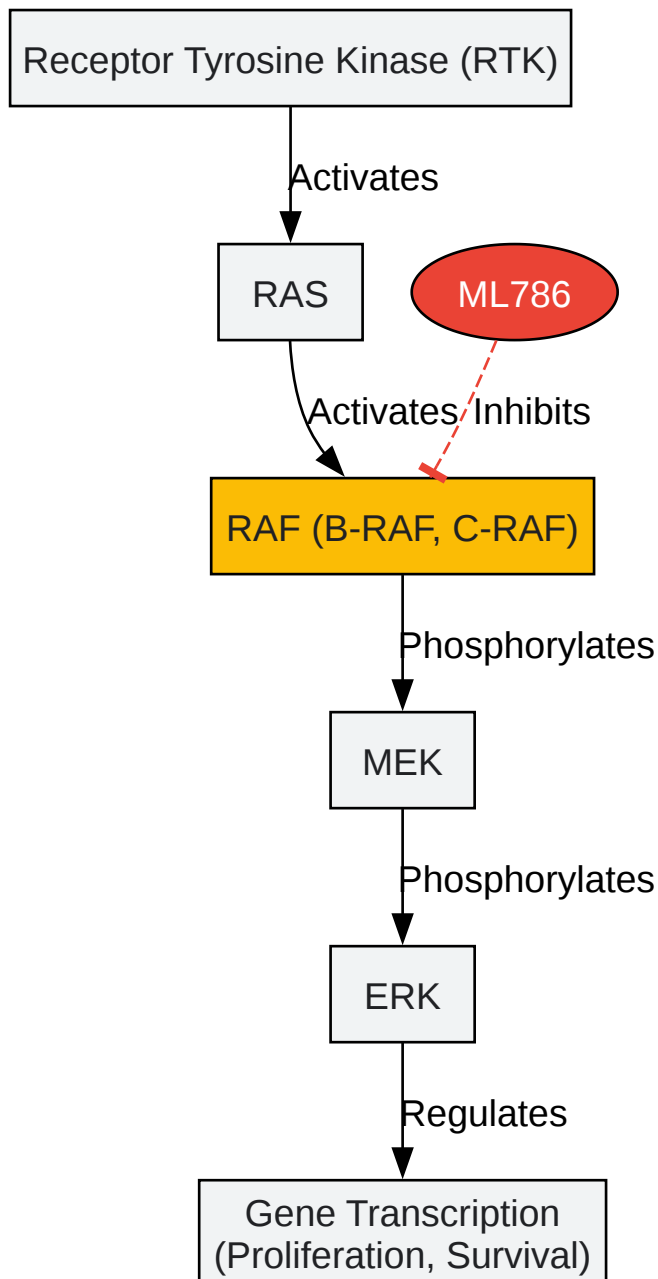 Receptor Tyrosine Kinase (RTK)
Activates
RAS
ML786
Activates
Inhibits
RAF (B-RAF, C-RAF)
Phosphorylates
MEK
Phosphorylates
ERK
Regulates
Gene Transcription
(Proliferation, Survival)